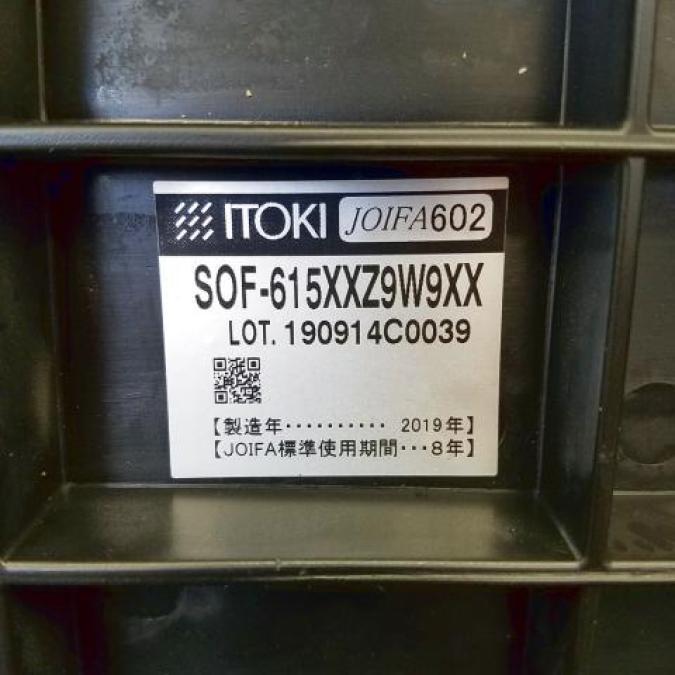 ITOKI JOIFA602
SOF-615XXZ9W9XX
LOT. 190914C0039
【製造年·········· 2019年】
【JOIFA標準使用期間···8年】